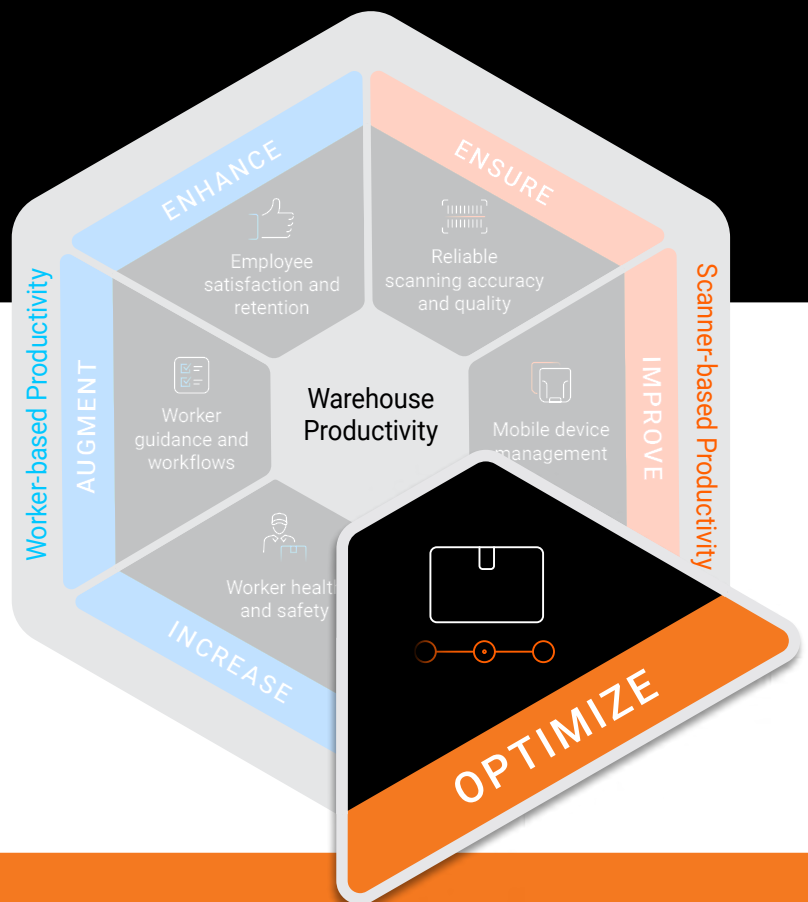 ENHANCE
ENSURE
Employee
satisfaction and
retention
Reliable
scanning accuracy
and quality
Worker-based Productivity
AUGMENT
Worker
guidance and
workflows
Warehouse
Productivity
Mobile device
management
IMPROVE
Scanner-based Productivity
Worker healt
and safety
INCREASE
OPTIMIZE